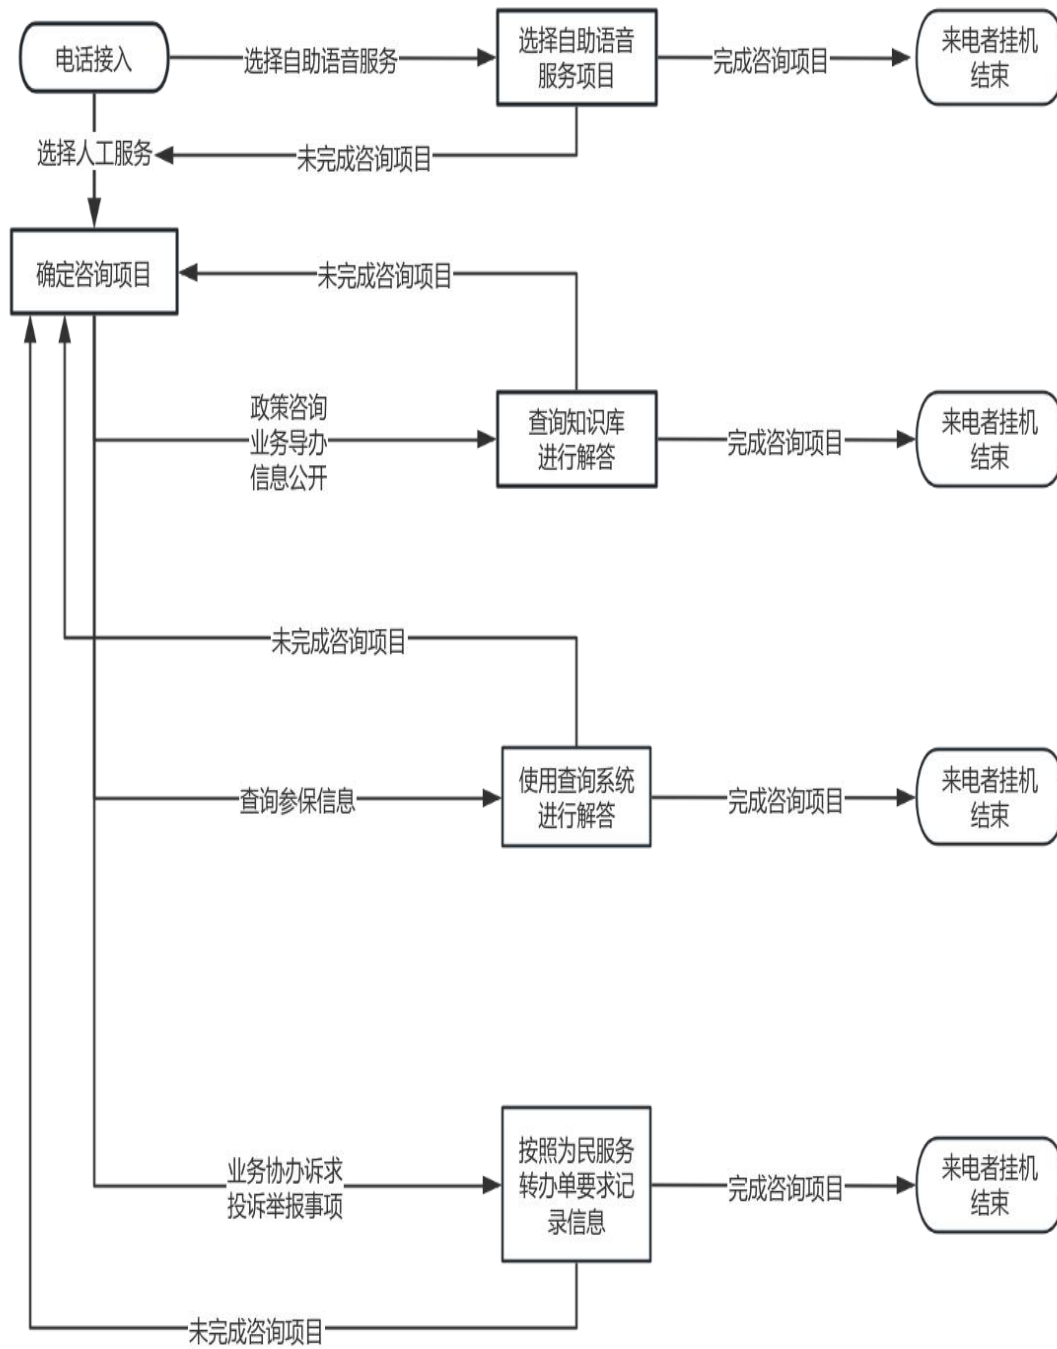 电话接入
选择自助语音服务
选择自助语音
服务项目
完成咨询项目
来电者挂机
结束
选择人工服务
未完成咨询项目
确定咨询项目
未完成咨询项目
政策咨询
业务导办
信息公开
查询知识库
进行解答
完成咨询项目
来电者挂机
结束
未完成咨询项目
查询参保信息
使用查询系统
进行解答
完成咨询项目
来电者挂机
结束
业务协办诉求
投诉举报事项
按照为民服务
转办单要求记
录信息
完成咨询项目
来电者挂机
结束
未完成咨询项目